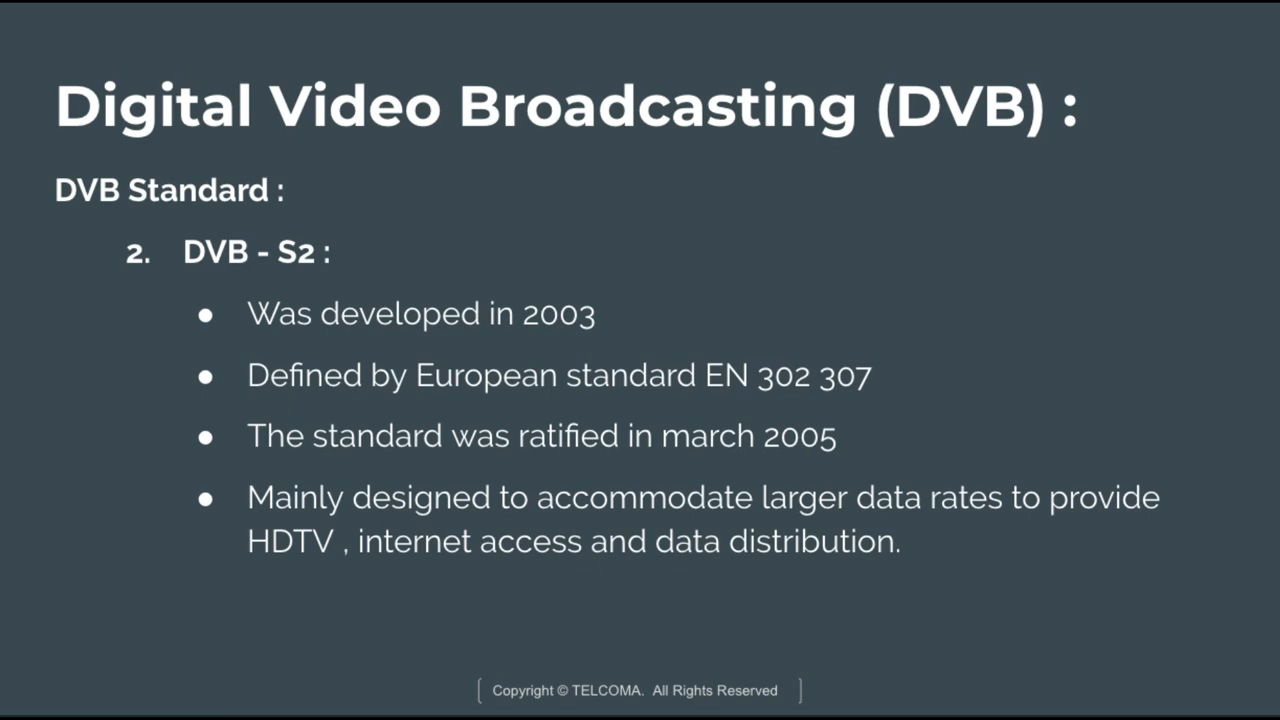 Digital Video Broadcasting (DVB) :
DVB Standard :
2. DVB - S2 :
● Was developed in 2003
● Defined by European standard EN 302 307
● The standard was ratified in march 2005
● Mainly designed to accommodate larger data rates to provide
HDTV , internet access and data distribution.
Copyright © TELCOMA. All Rights Reserved